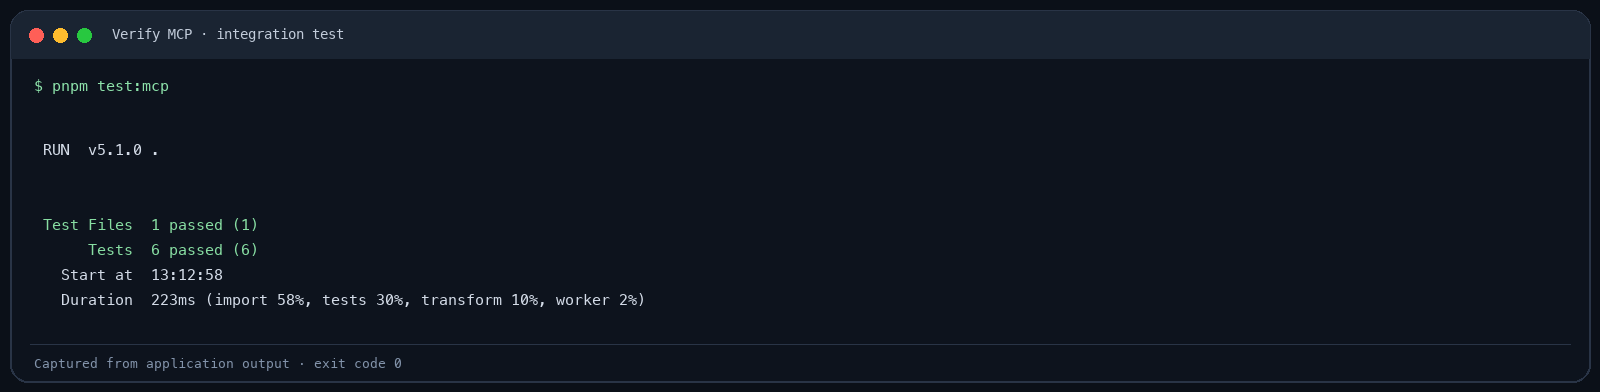 Verify MCP · integration test
$ pnpm test:mcp
RUN  v5.1.0 .
Test Files  1 passed (1)
Tests  6 passed (6)
Start at  13:12:58
Duration  223ms (import 58%, tests 30%, transform 10%, worker 2%)
Captured from application output · exit code 0